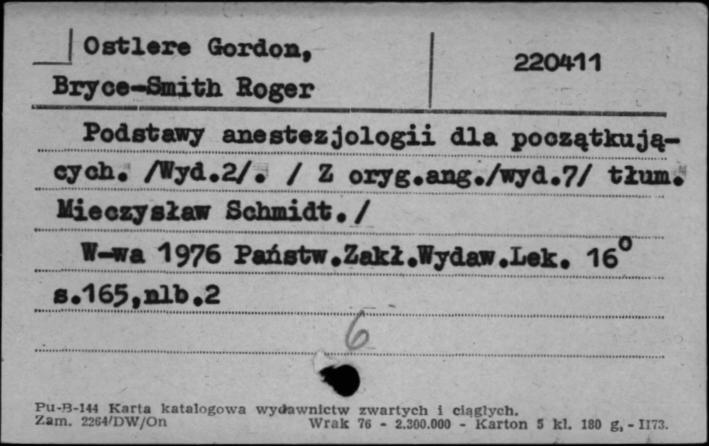 Ostlere Gordon,
220411
Bryce-Smith Roger
Podstawy anestezjologii dla początkują-
cych. /Wyd.2/. / Z oryg.ang./wyd.7/ tłum.
Mieczysław Schmidt./
W-wa 1976 Państw.Zakł.Wydaw.Lek. 16°
s.165,nlb.2
6
Pu-B-144 Karta katalogowa wydawnictw zwartych i ciągłych.
Zam. 2264/DW/On Wrak 76 - 2.300.000 - Karton 5 kl. 180 g, - II73.